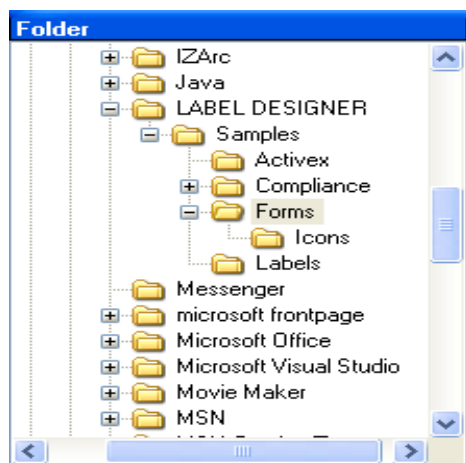 Folder
IZArc
Java
LABEL DESIGNER
Samples
Activex
Compliance
Forms
Icons
Labels
Messenger
microsoft frontpage
Microsoft Office
Microsoft Visual Studio
Movie Maker
MSN